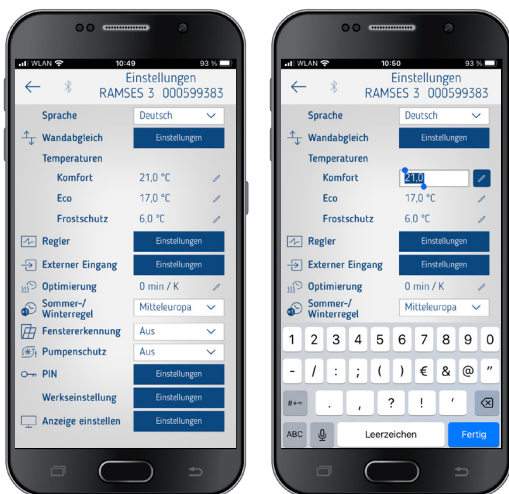 WLAN 10:49 93 %
Einstellungen
RAMSES 3 000599383
Sprache Deutsch
Wandabgleich Einstellungen
Temperaturen
Komfort 21,0 °C
Eco 17,0 °C
Frostschutz 6,0 °C
Regler Einstellungen
Externer Eingang Einstellungen
Optimierung 0 min / K
Sommer-/
Winterregel Mitteleuropa
Fenstererkennung Aus
Pumpenschutz Aus
PIN Einstellungen
Werkseinstellung Einstellungen
Anzeige einstellen Einstellungen
WLAN 10:50 93 %
Einstellungen
RAMSES 3 000599383
Sprache Deutsch
Wandabgleich Einstellungen
Temperaturen
Komfort 21.0
Eco 17,0 °C
Frostschutz 6,0 °C
Regler Einstellungen
Externer Eingang Einstellungen
Optimierung 0 min / K
Sommer-/
Winterregel Mitteleuropa
1 2 3 4 5 6 7 8 9 0
- / : ; ( ) € & @ "
#+= . , ? ! '
ABC Leerzeichen Fertig